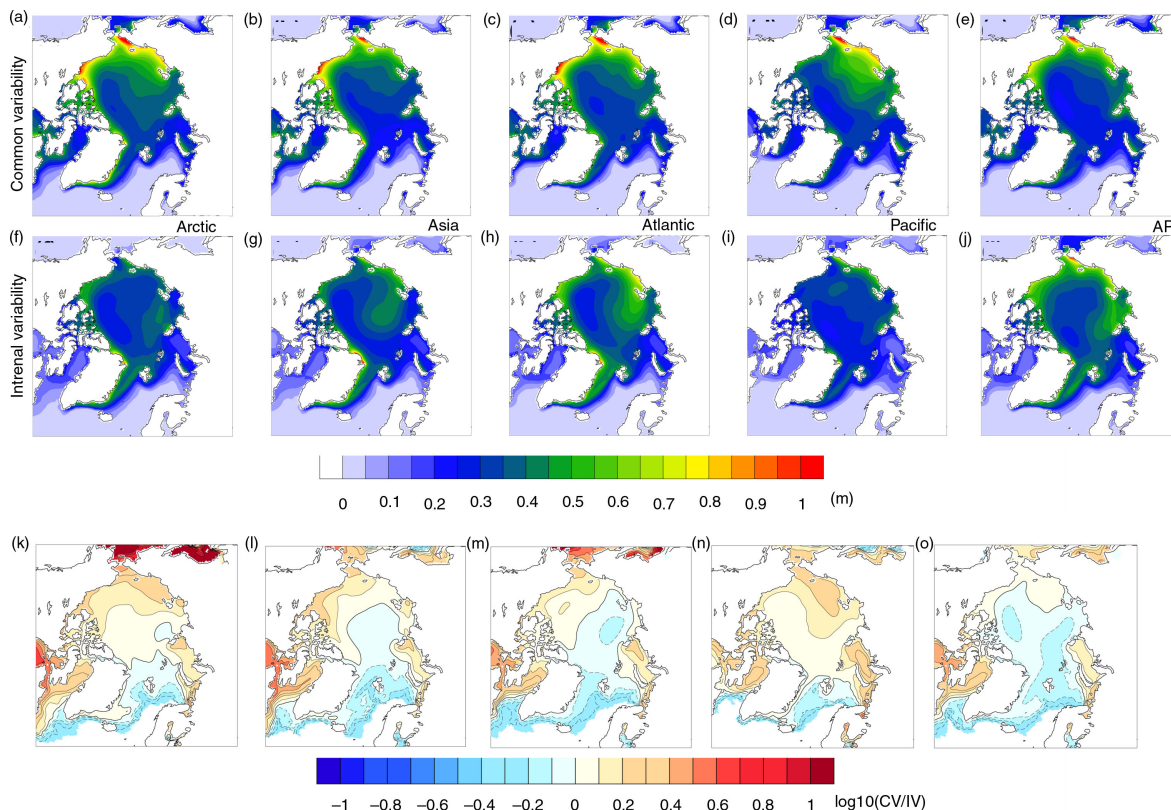 (a) (b) (c) (d) (e)
Common variability
Arctic Asia Atlantic Pacific AP
(f) (g) (h) (i) (j)
Intrenal variability
0 0.1 0.2 0.3 0.4 0.5 0.6 0.7 0.8 0.9 1 (m)
(k) (l) (m) (n) (o)
−1 −0.8 −0.6 −0.4 −0.2 0 0.2 0.4 0.6 0.8 1 log10(CV/IV)